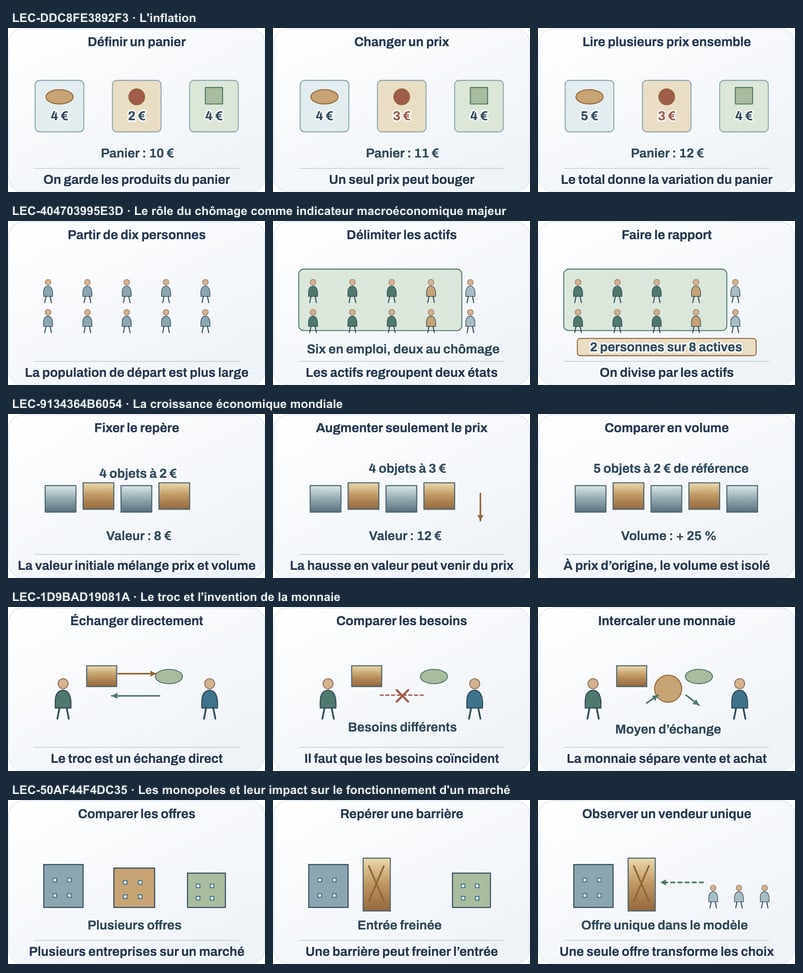 LEC-DDC8FE3892F3 · L'inflation
Définir un panier
4 €
2 €
4 €
Panier : 10 €
On garde les produits du panier
Changer un prix
4 €
3 €
4 €
Panier : 11 €
Un seul prix peut bouger
Lire plusieurs prix ensemble
5 €
3 €
4 €
Panier : 12 €
Le total donne la variation du panier
LEC-404703995E3D · Le rôle du chômage comme indicateur macroéconomique majeur
Partir de dix personnes
La population de départ est plus large
Délimiter les actifs
Six en emploi, deux au chômage
Les actifs regroupent deux états
Faire le rapport
2 personnes sur 8 actives
On divise par les actifs
LEC-9134364B6054 · La croissance économique mondiale
Fixer le repère
4 objets à 2 €
Valeur : 8 €
La valeur initiale mélange prix et volume
Augmenter seulement le prix
4 objets à 3 €
Valeur : 12 €
La hausse en valeur peut venir du prix
Comparer en volume
5 objets à 2 € de référence
Volume : + 25 %
À prix d’origine, le volume est isolé
LEC-1D9BAD19081A · Le troc et l'invention de la monnaie
Échanger directement
Le troc est un échange direct
Comparer les besoins
Besoins différents
Il faut que les besoins coïncident
Intercaler une monnaie
Moyen d’échange
La monnaie sépare vente et achat
LEC-50AF44F4DC35 · Les monopoles et leur impact sur le fonctionnement d'un marché
Comparer les offres
Plusieurs offres
Plusieurs entreprises sur un marché
Repérer une barrière
Entrée freinée
Une barrière peut freiner l’entrée
Observer un vendeur unique
Offre unique dans le modèle
Une seule offre transforme les choix